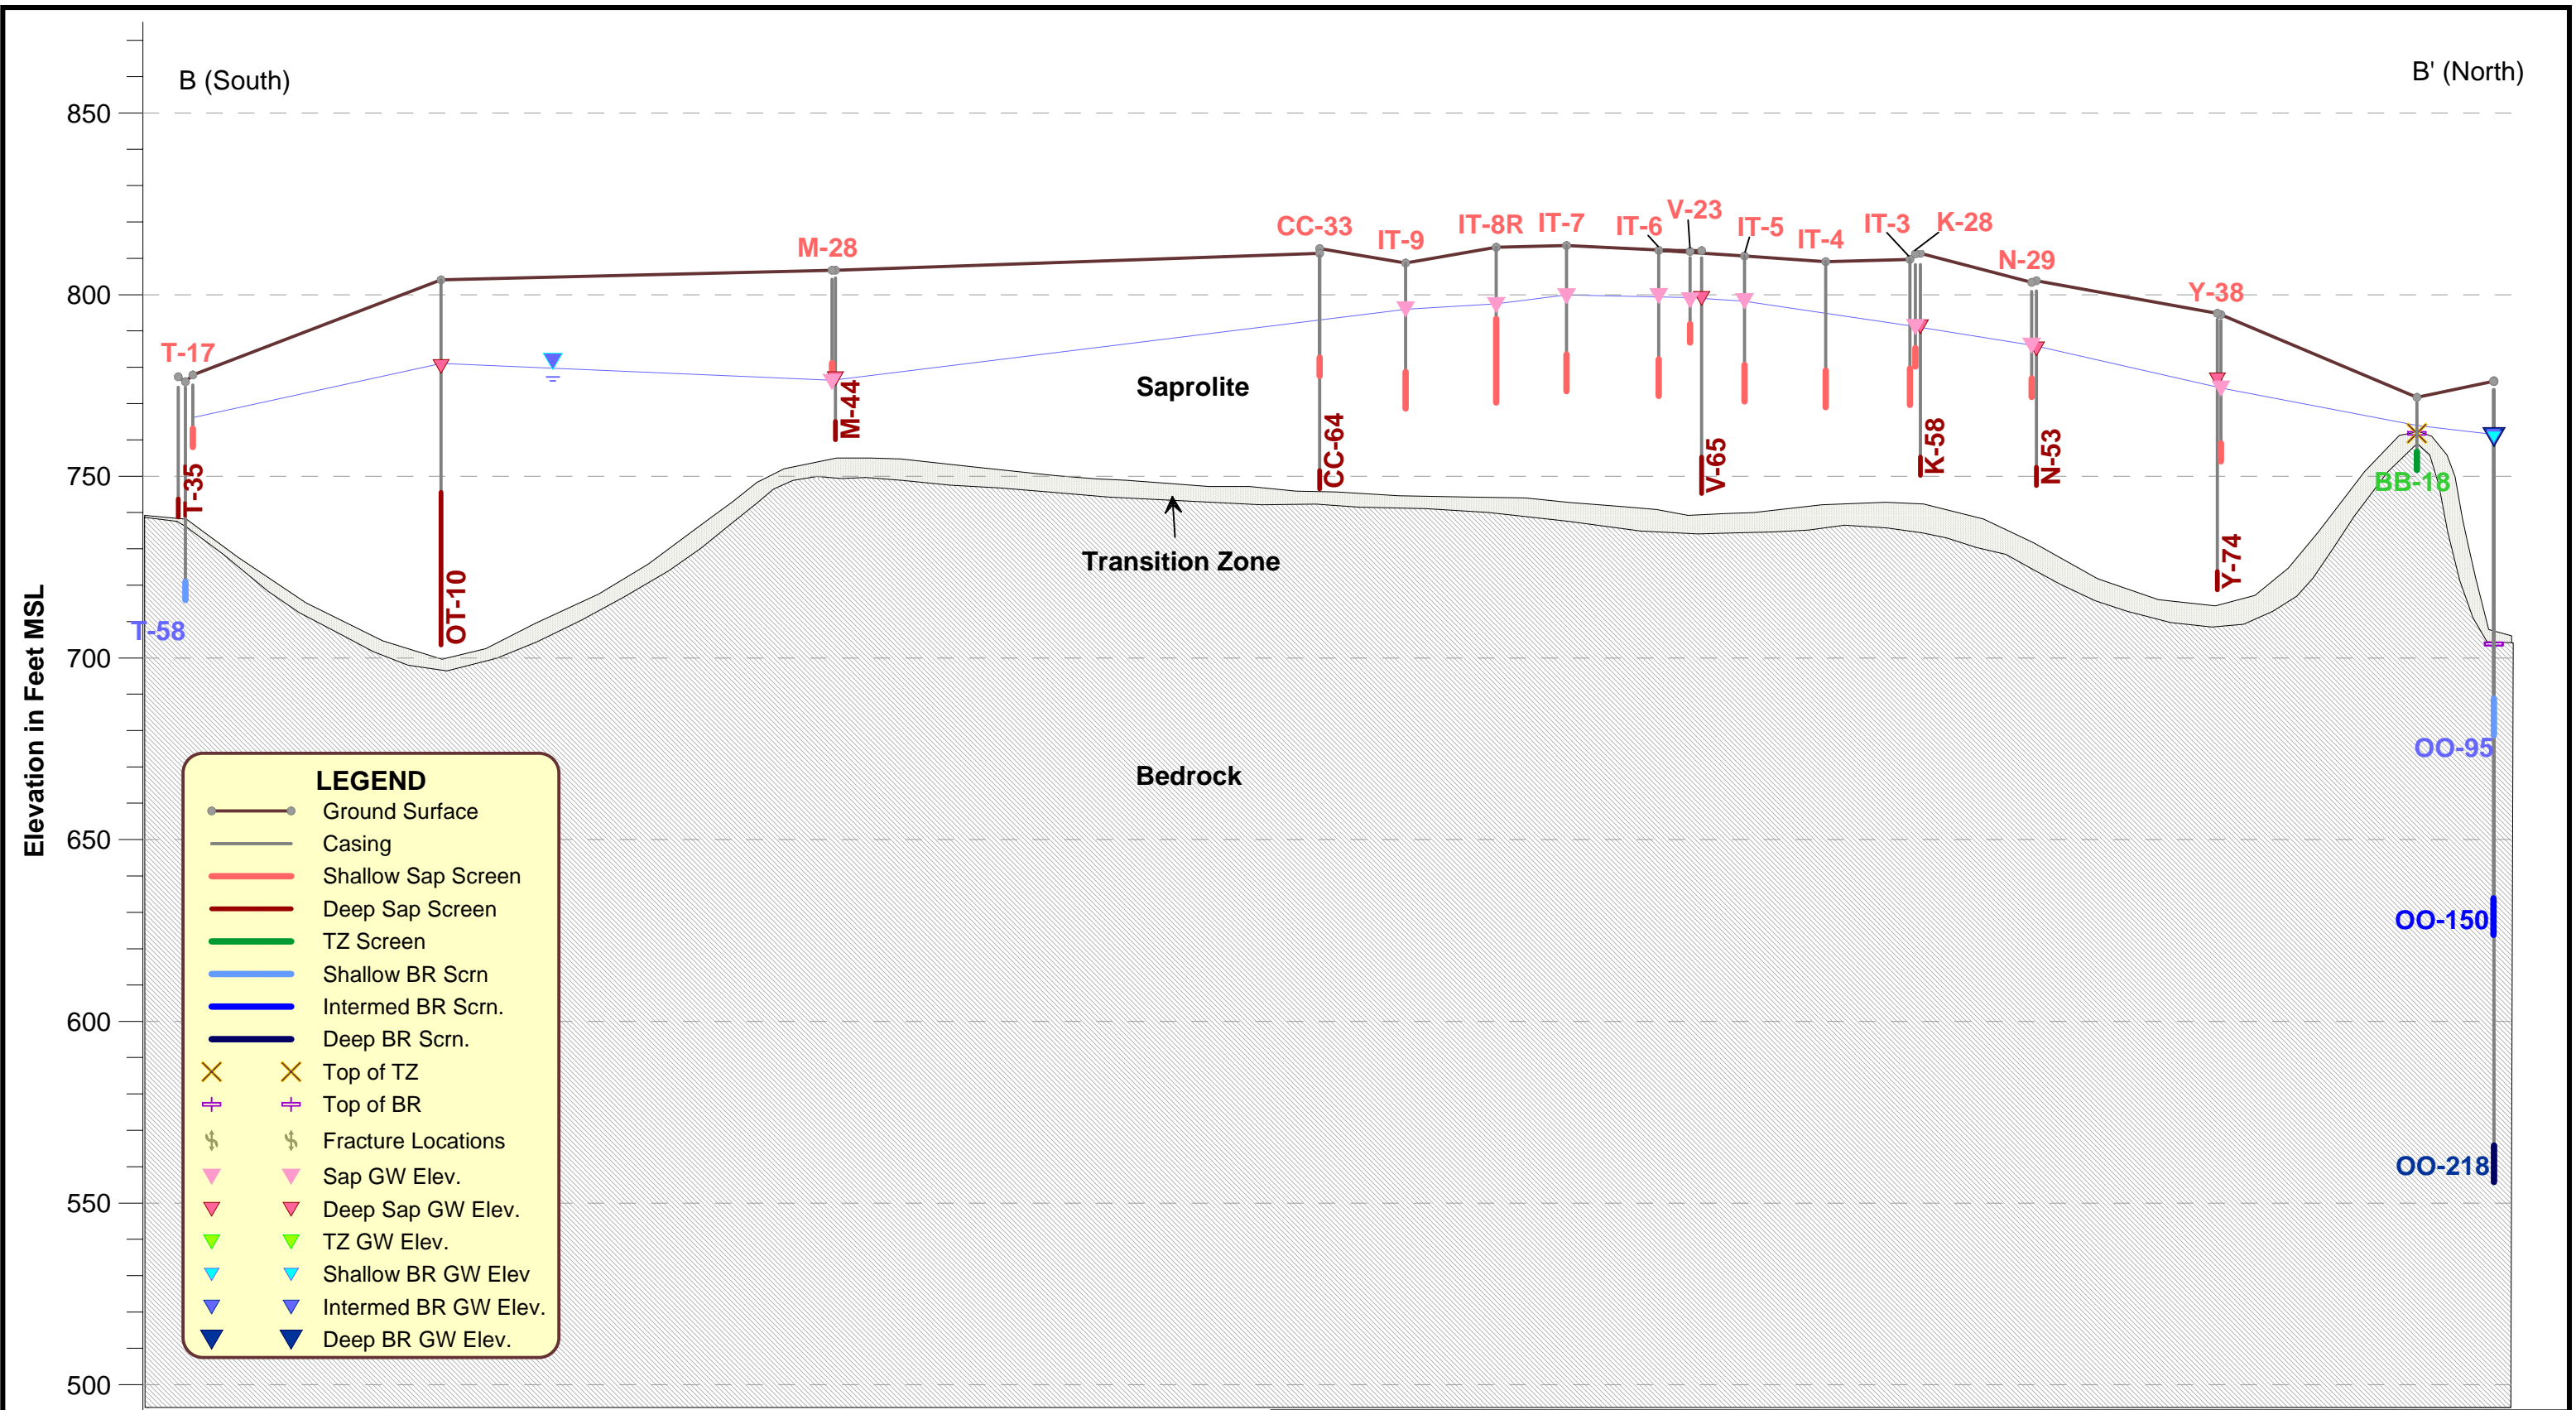 B (South)
B' (North)
850
V-23
CC-33
IT-8R
IT-7
IT-6
IT-5
IT-3
K-28
M-28
IT-9
IT-4
N-29
800
Y-38
T-17
Saprolite
M-44
CC-64
K-58
N-53
V-65
750
T-35
BB-18
Transition Zone
Y-74
OT-10
T-58
700
Elevation in Feet MSL
OO-95
Bedrock
LEGEND
Ground Surface
650
Casing
Shallow Sap Screen
Deep Sap Screen
OO-150
TZ Screen
Shallow BR Scrn
Intermed BR Scrn.
600
Deep BR Scrn.
Top of TZ
Top of BR
Fracture Locations
OO-218
Sap GW Elev.
550
Deep Sap GW Elev.
TZ GW Elev.
Shallow BR GW Elev
Intermed BR GW Elev.
Deep BR GW Elev.
500